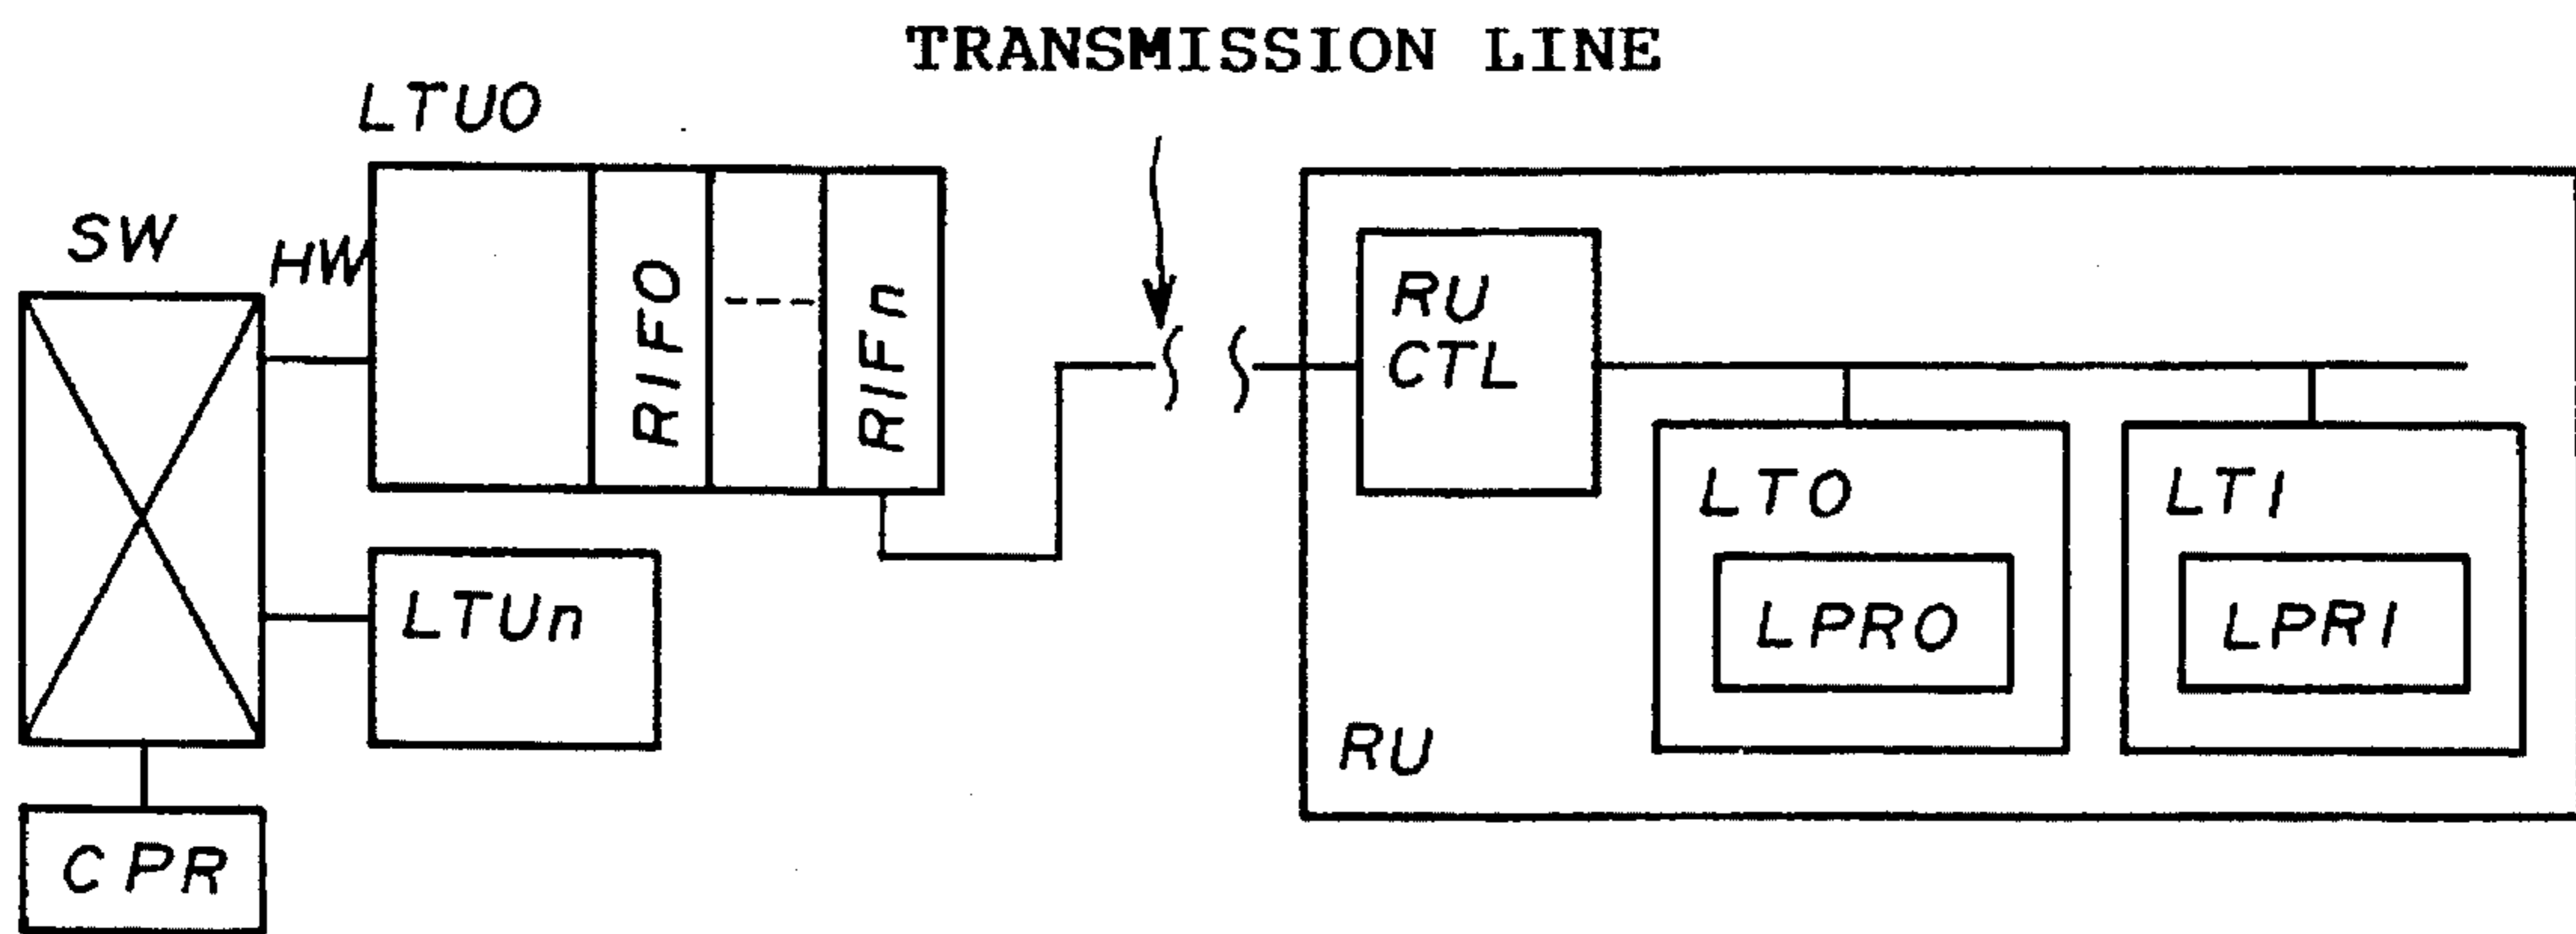 TRANSMISSION LINE
LTU0
SW
HW
RIF0
RIFn
LTUn
CPR
RU
CTL
LT0
LPR0
LT1
LPR1
RU